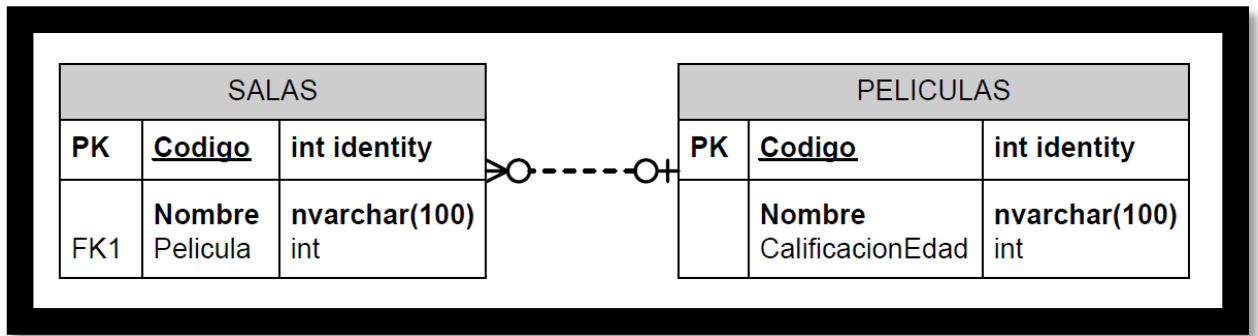 SALAS
PK Codigo int identity
Nombre nvarchar(100)
FK1 Pelicula int
PELICULAS
PK Codigo int identity
Nombre nvarchar(100)
CalificacionEdad int